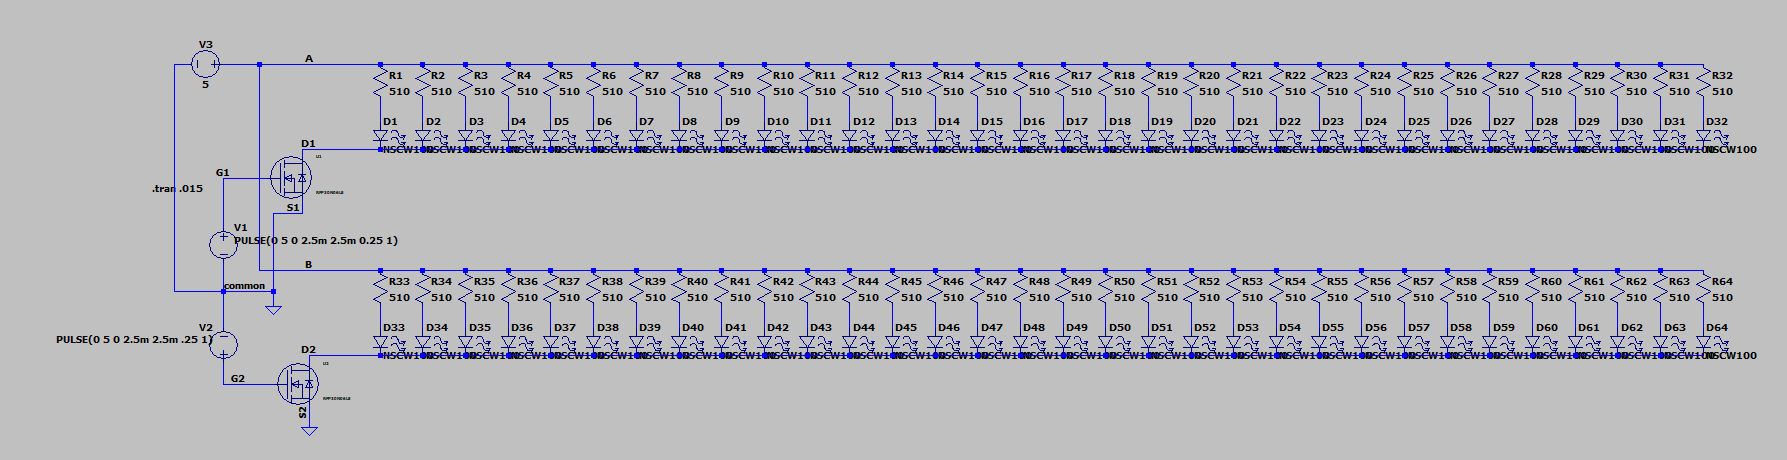 V3
5
A
R1 R2 R3 R4 R5 R6 R7 R8 R9 R10 R11 R12 R13 R14 R15 R16 R17 R18 R19 R20 R21 R22 R23 R24 R25 R26 R27 R28 R29 R30 R31 R32
510 510 510 510 510 510 510 510 510 510 510 510 510 510 510 510 510 510 510 510 510 510 510 510 510 510 510 510 510 510 510 510
D1 D2 D3 D4 D5 D6 D7 D8 D9 D10 D11 D12 D13 D14 D15 D16 D17 D18 D19 D20 D21 D22 D23 D24 D25 D26 D27 D28 D29 D30 D31 D32
NSCW100
D1
U1
G1
.tran .015
S1
V1
PULSE(0 5 0 2.5m 2.5m 0.25 1)
B
R33 R34 R35 R36 R37 R38 R39 R40 R41 R42 R43 R44 R45 R46 R47 R48 R49 R50 R51 R52 R53 R54 R55 R56 R57 R58 R59 R60 R61 R62 R63 R64
510 510 510 510 510 510 510 510 510 510 510 510 510 510 510 510 510 510 510 510 510 510 510 510 510 510 510 510 510 510 510 510
common
V2
PULSE(0 5 0 2.5m 2.5m .25 1)
D33 D34 D35 D36 D37 D38 D39 D40 D41 D42 D43 D44 D45 D46 D47 D48 D49 D50 D51 D52 D53 D54 D55 D56 D57 D58 D59 D60 D61 D62 D63 D64
NSCW100
D2
G2
S2